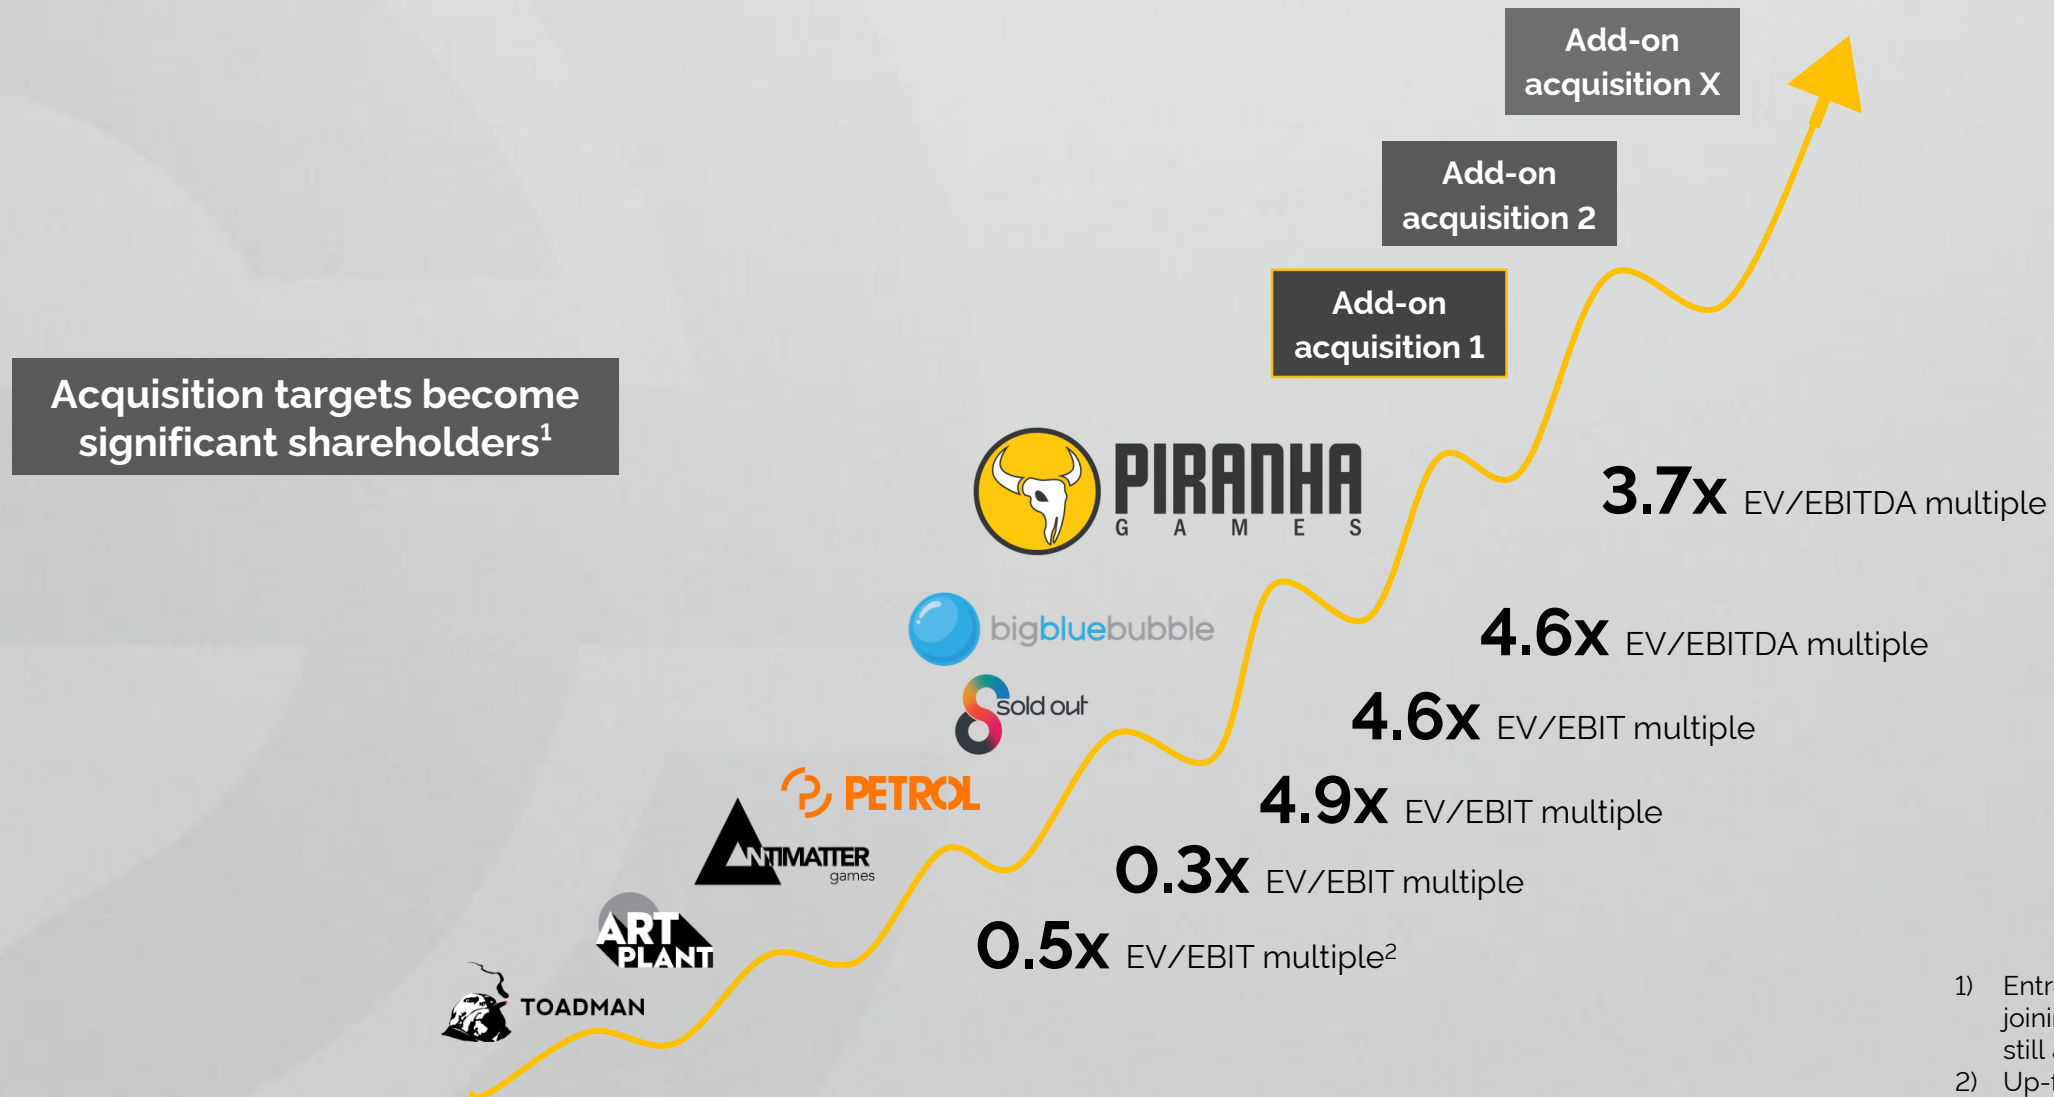 Add-on
acquisition X
Add-on
acquisition 2
Add-on
acquisition 1
Acquisition targets become
significant shareholders¹
PIRANHA
GAMES
3.7x EV/EBITDA multiple
bigbluebubble
4.6x EV/EBITDA multiple
sold out
4.6x EV/EBIT multiple
PETROL
4.9x EV/EBIT multiple
ANTIMATTER
games
0.3x EV/EBIT multiple
ART
PLANT
0.5x EV/EBIT multiple²
TOADMAN
1)
still
2)